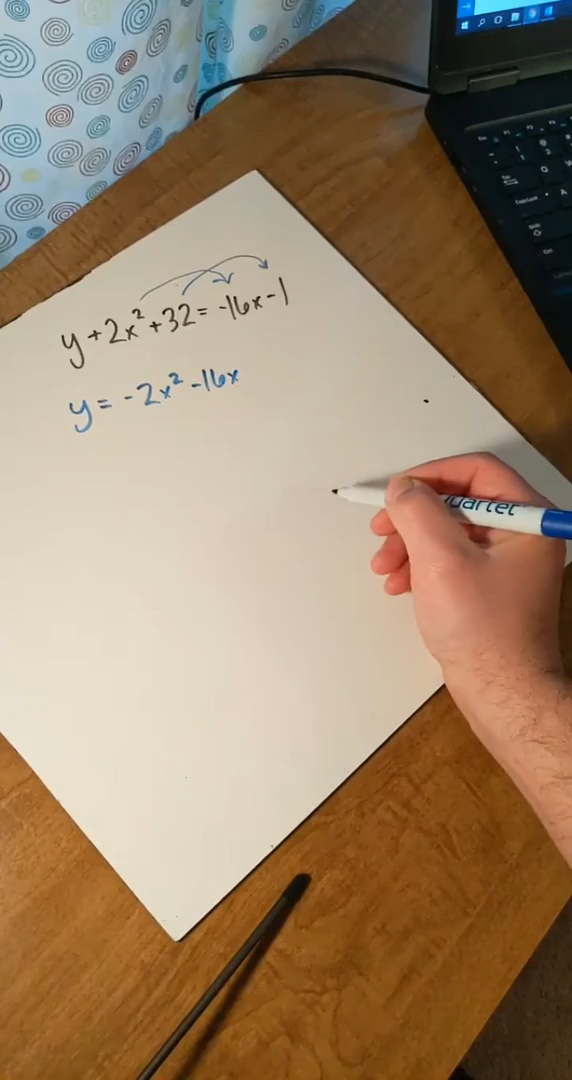 y + 2x² + 32 = -16x - 1
y = -2x² - 16x